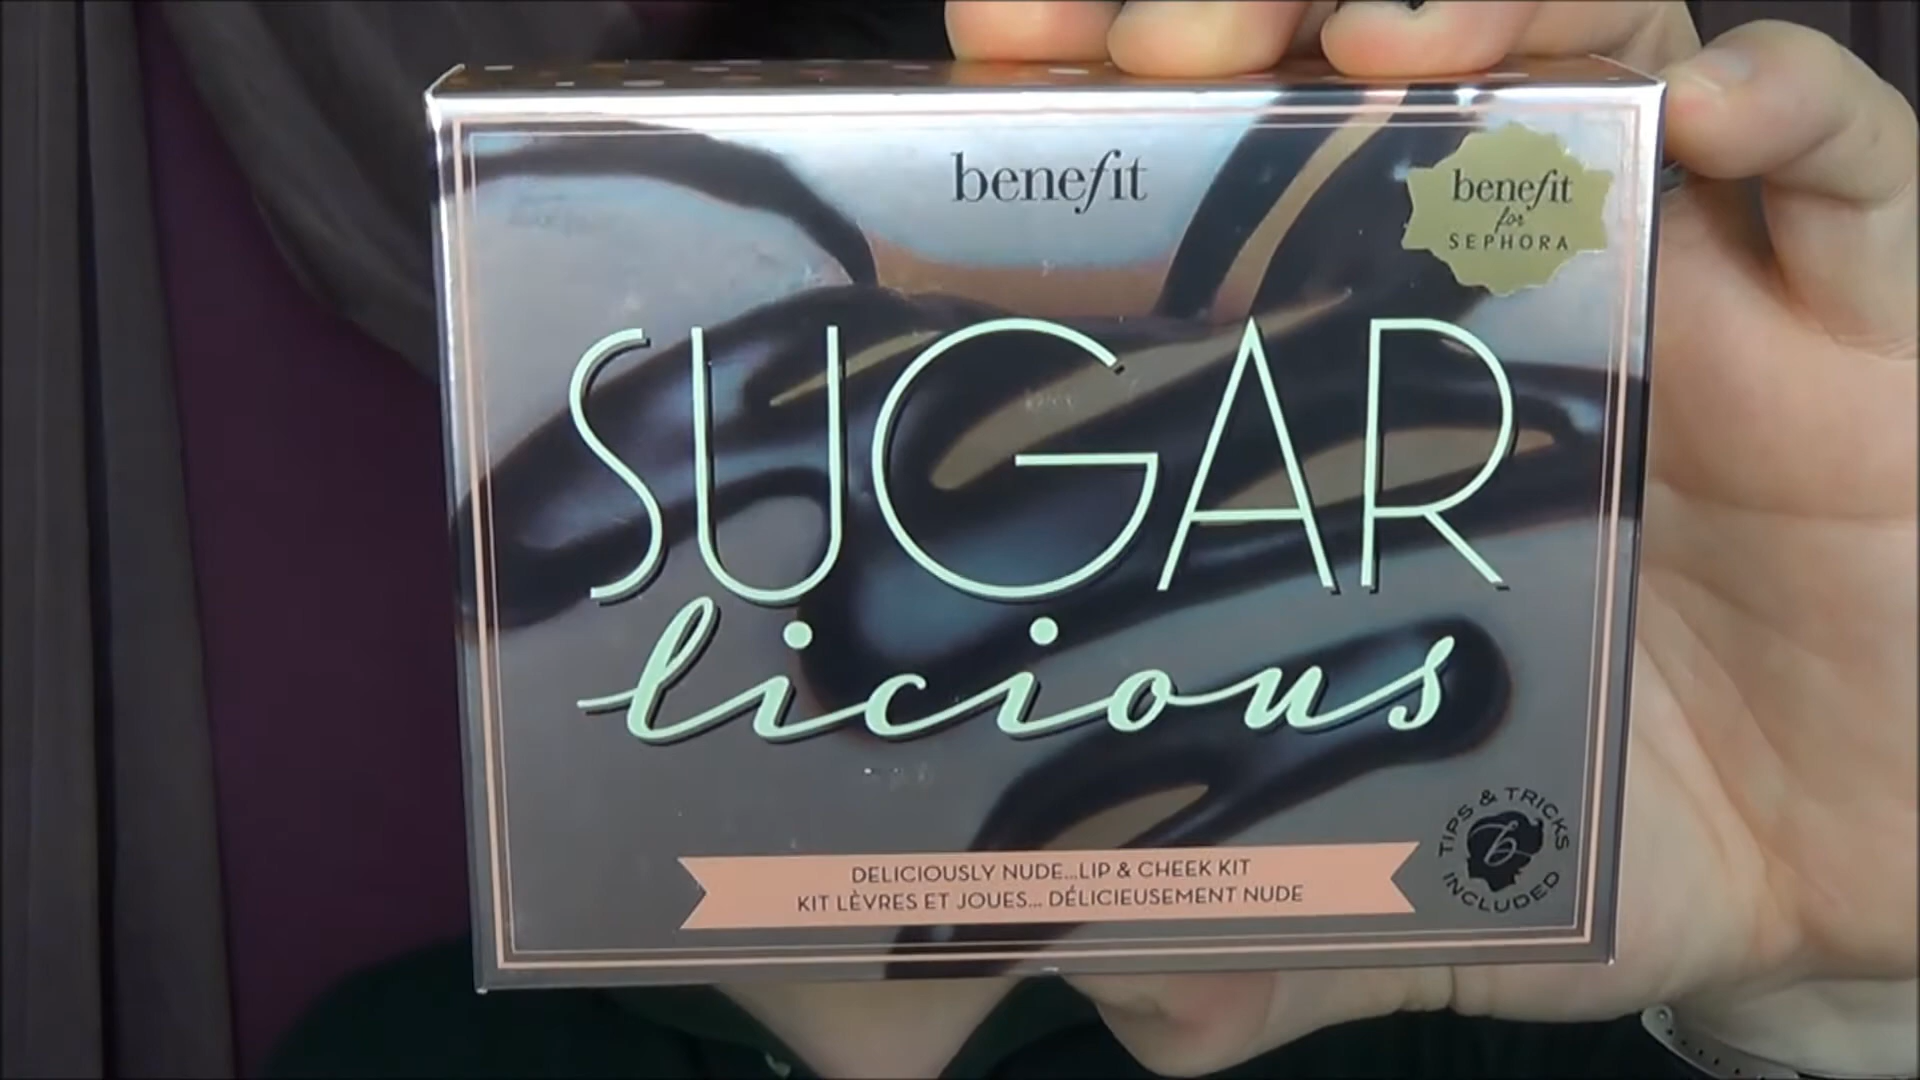 benefit
benefit
for
SEPHORA
SUGAR
licious
DELICIOUSLY NUDE...LIP & CHEEK KIT
KIT LÈVRES ET JOUES... DÉLICIEUSEMENT NUDE
TIPS & TRICKS
b
INCLUDED